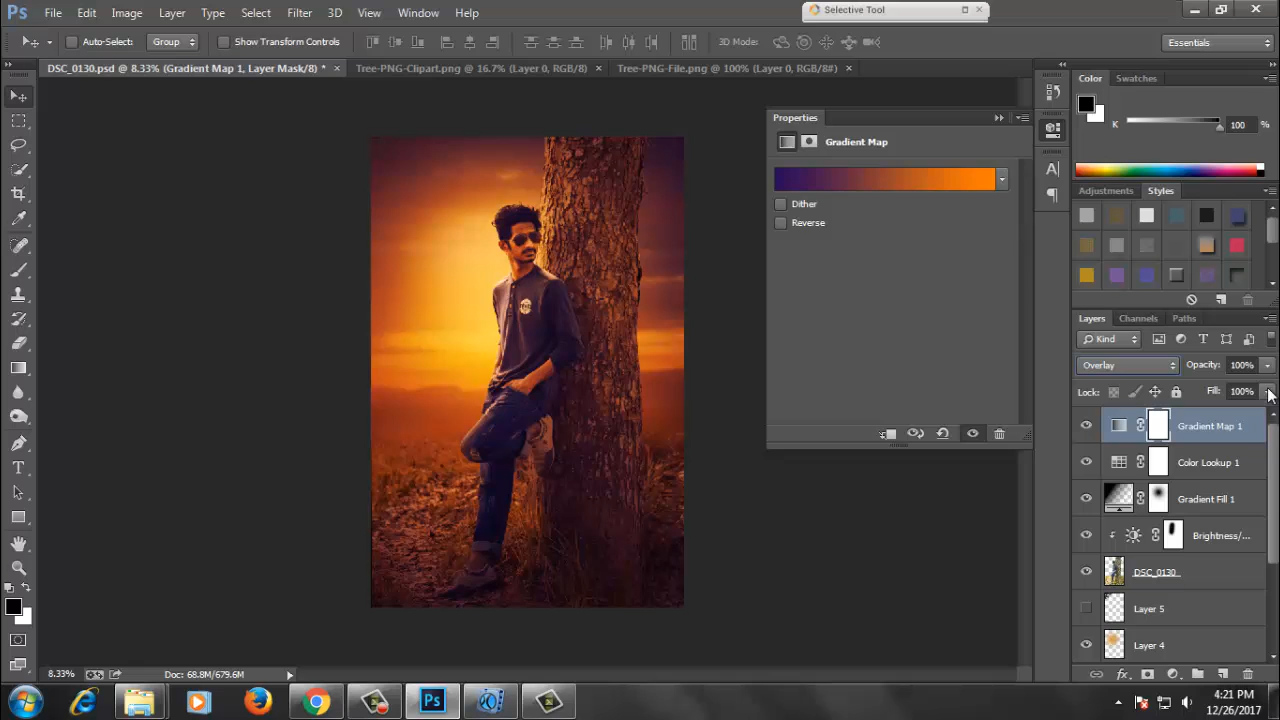 Ps File Edit Image Layer Type Select Filter 3D View Window Help
Selective Tool
Auto-Select: Group Show Transform Controls 3D Mode: Essentials
DSC_0130.psd @ 8.33% (Gradient Map 1, Layer Mask/8) * × Tree-PNG-Clipart.png @ 16.7% (Layer 0, RGB/8) × Tree-PNG-File.png @ 100% (Layer 0, RGB/8#) ×
Color Swatches
K 100 %
Properties
Gradient Map
Dither
Reverse
Adjustments Styles
Layers Channels Paths
Kind
Overlay Opacity: 100%
Lock: Fill: 100%
Gradient Map 1
Color Lookup 1
Gradient Fill 1
Brightness/...
DSC_0130
Layer 5
Layer 4
8.33% Doc: 68.8M/679.6M
Ps
4:21 PM
12/26/2017